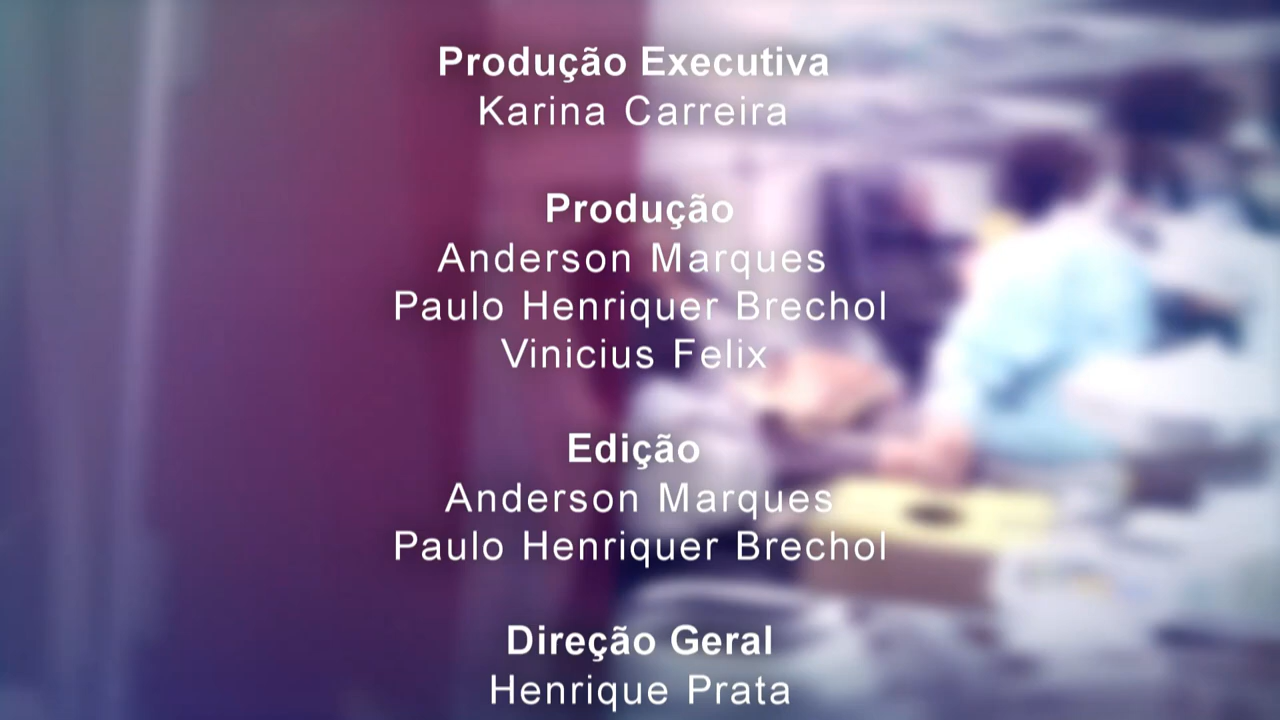 Produção Executiva
Karina Carreira
Produção
Anderson Marques
Paulo Henriquer Brechol
Vinicius Felix
Edição
Anderson Marques
Paulo Henriquer Brechol
Direção Geral
Henrique Prata